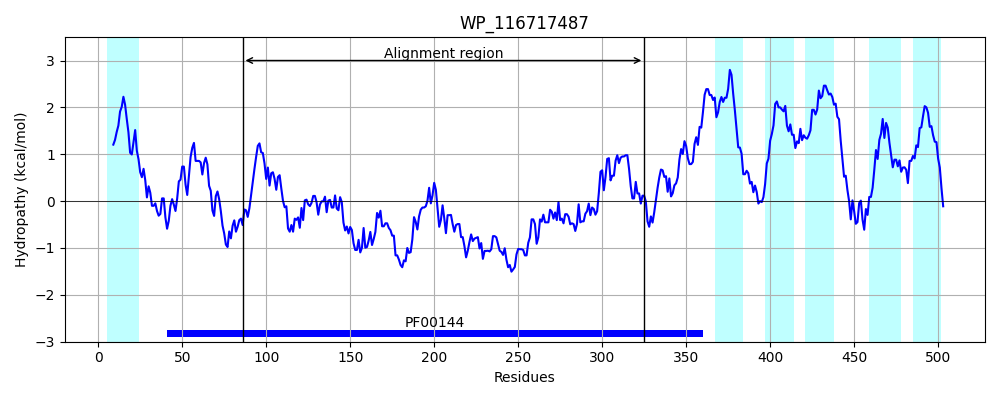 WP_116717487
Alignment region
Hydropathy (kcal/mol)
3
2
1
0
−1
−2
−3
PF00144
0 50 100 150 200 250 300 350 400 450 500
Residues